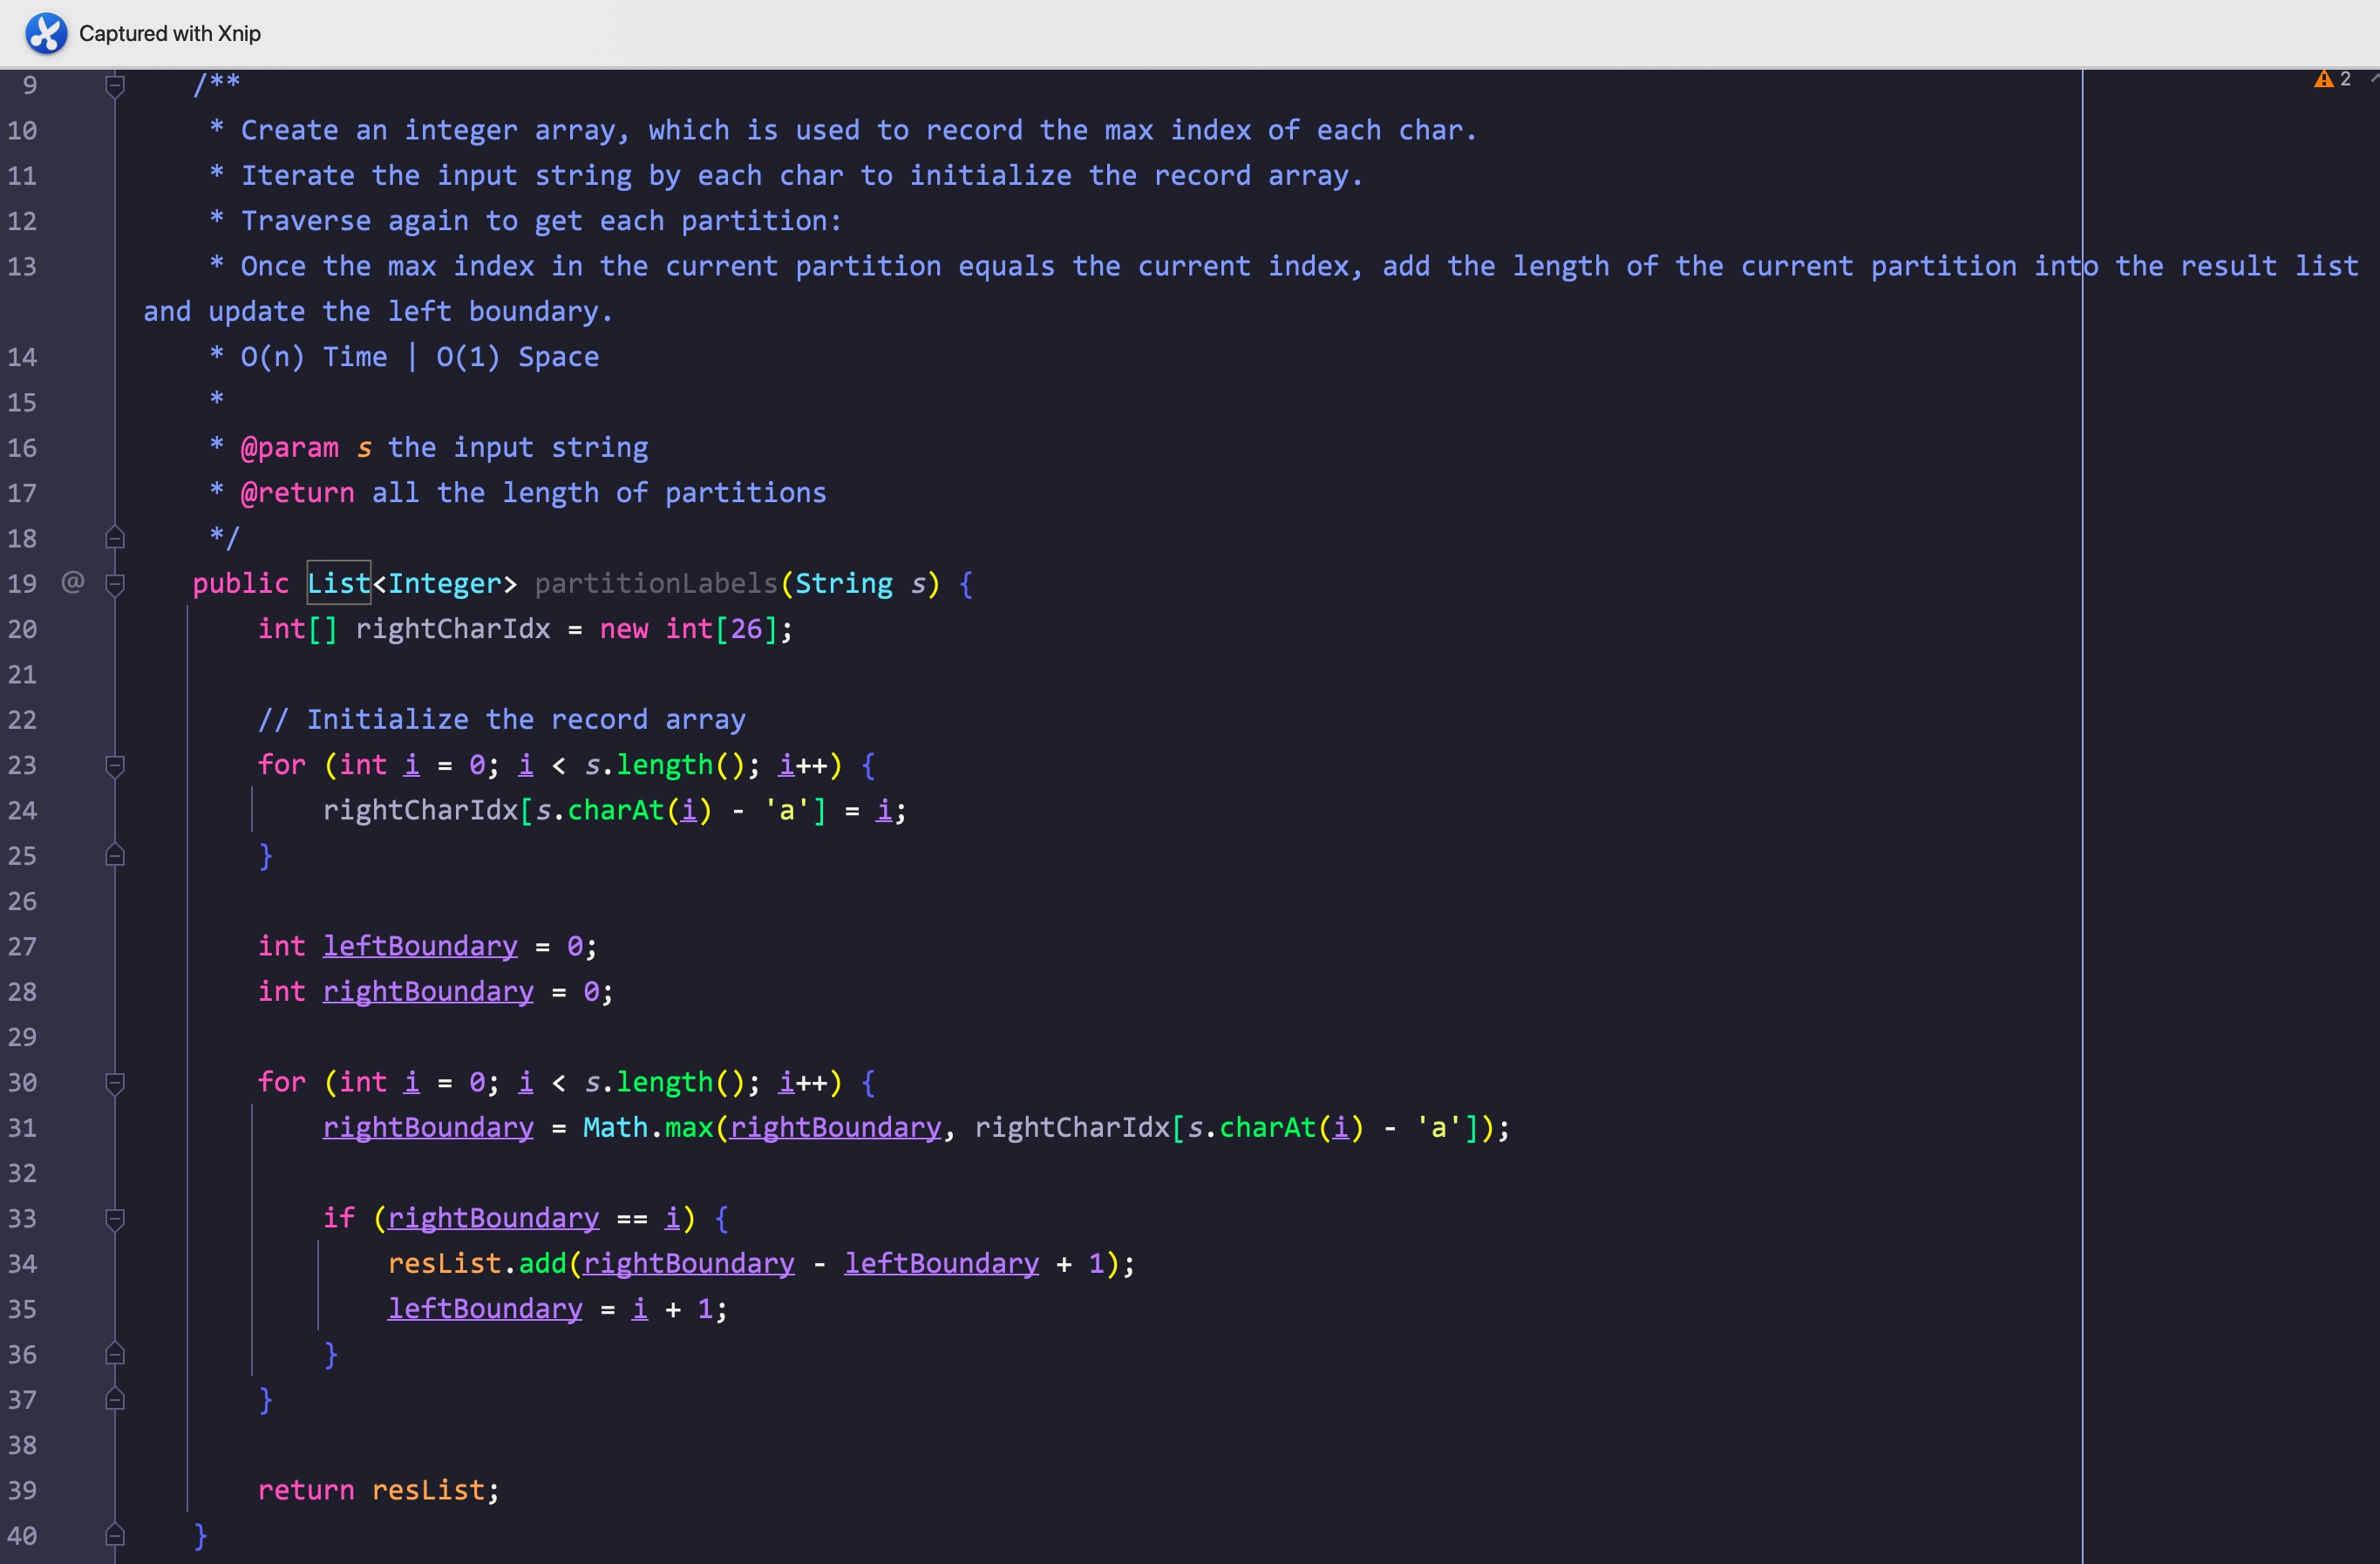 Captured with Xnip
2
9 /**
10 * Create an integer array, which is used to record the max index of each char.
11 * Iterate the input string by each char to initialize the record array.
12 * Traverse again to get each partition:
13 * Once the max index in the current partition equals the current index, add the length of the current partition into the result list
and update the left boundary.
14 * O(n) Time | O(1) Space
15 *
16 * @param s the input string
17 * @return all the length of partitions
18 */
19 @ public List<Integer> partitionLabels(String s) {
20 int[] rightCharIdx = new int[26];
21
22 // Initialize the record array
23 for (int i = 0; i < s.length(); i++) {
24 rightCharIdx[s.charAt(i) - 'a'] = i;
25 }
26
27 int leftBoundary = 0;
28 int rightBoundary = 0;
29
30 for (int i = 0; i < s.length(); i++) {
31 rightBoundary = Math.max(rightBoundary, rightCharIdx[s.charAt(i) - 'a']);
32
33 if (rightBoundary == i) {
34 resList.add(rightBoundary - leftBoundary + 1);
35 leftBoundary = i + 1;
36 }
37 }
38
39 return resList;
40 }